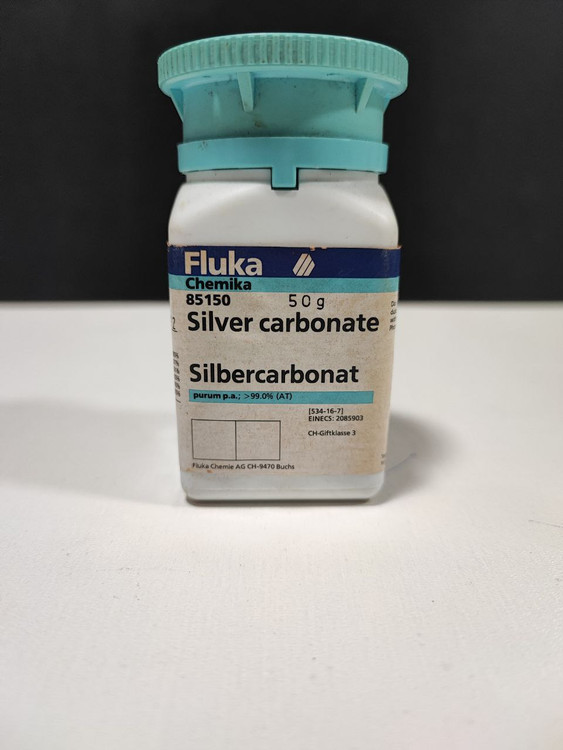 Fluka
Chemika
85150 50 g
Silver carbonate
Silbercarbonat
purum p.a.; >99.0% (AT)
[534-16-7]
EINECS: 2085903
CH-Giftklasse 3
Fluka Chemie AG CH-9470 Buchs